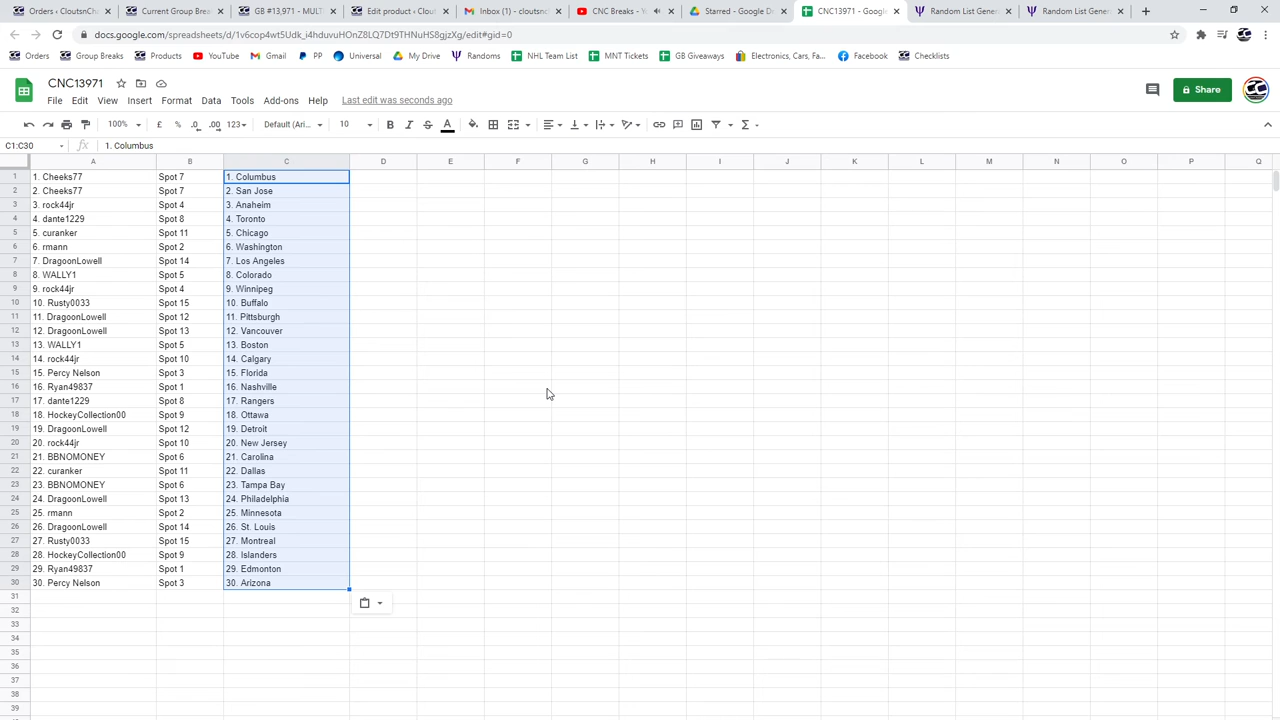 Orders < CloutsnCh
Current Group Break
GB #13,971 - MULT
Edit product < Clout
Inbox (1) - cloutsno
CNC Breaks - Y
Starred - Google D
CNC13971 - Google
Random List Gener
Random List Gener
docs.google.com/spreadsheets/d/1v6cop4wt5Udk_i4hduvuHOnZ8LQ7Dt9THNuHS8gjzXg/edit#gid=0
Orders
Group Breaks
Products
YouTube
Gmail
PP
Universal
My Drive
Randoms
NHL Team List
MNT Tickets
GB Giveaways
Electronics, Cars, Fa...
Facebook
Checklists
CNC13971
File Edit View Insert Format Data Tools Add-ons Help Last edit was seconds ago
Share
100% £ % .0 .00 123 Default (Ari... 10 B I S A
C1:C30 fx 1. Columbus
A B C D E F G H I J K L M N O P Q
1 1. Cheeks77 Spot 7 1. Columbus
2 2. Cheeks77 Spot 7 2. San Jose
3 3. rock44jr Spot 4 3. Anaheim
4 4. dante1229 Spot 8 4. Toronto
5 5. curanker Spot 11 5. Chicago
6 6. rmann Spot 2 6. Washington
7 7. DragoonLowell Spot 14 7. Los Angeles
8 8. WALLY1 Spot 5 8. Colorado
9 9. rock44jr Spot 4 9. Winnipeg
10 10. Rusty0033 Spot 15 10. Buffalo
11 11. DragoonLowell Spot 12 11. Pittsburgh
12 12. DragoonLowell Spot 13 12. Vancouver
13 13. WALLY1 Spot 5 13. Boston
14 14. rock44jr Spot 10 14. Calgary
15 15. Percy Nelson Spot 3 15. Florida
16 16. Ryan49837 Spot 1 16. Nashville
17 17. dante1229 Spot 8 17. Rangers
18 18. HockeyCollection00 Spot 9 18. Ottawa
19 19. DragoonLowell Spot 12 19. Detroit
20 20. rock44jr Spot 10 20. New Jersey
21 21. BBNOMONEY Spot 6 21. Carolina
22 22. curanker Spot 11 22. Dallas
23 23. BBNOMONEY Spot 6 23. Tampa Bay
24 24. DragoonLowell Spot 13 24. Philadelphia
25 25. rmann Spot 2 25. Minnesota
26 26. DragoonLowell Spot 14 26. St. Louis
27 27. Rusty0033 Spot 15 27. Montreal
28 28. HockeyCollection00 Spot 9 28. Islanders
29 29. Ryan49837 Spot 1 29. Edmonton
30 30. Percy Nelson Spot 3 30. Arizona
31
32
33
34
35
36
37
38
39